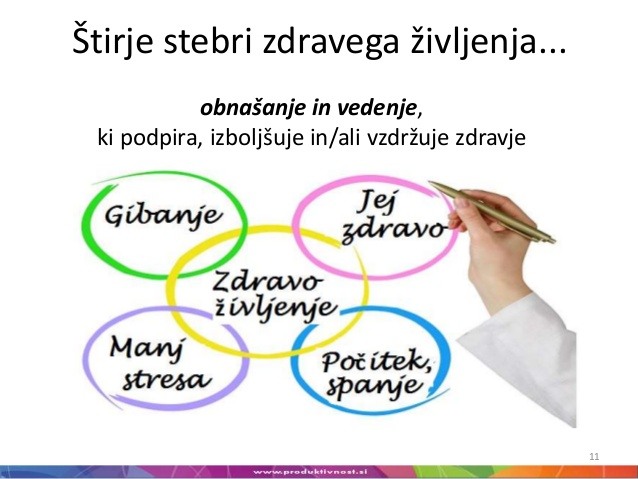 Štirje stebri zdravega življenja...
obnašanje in vedenje,
ki podpira, izboljšuje in/ali vzdržuje zdravje
Gibanje
Jej
zdravo
Zdravo
življenje
Manj
stresa
Počitek,
spanje
11
www.produktivnost.si